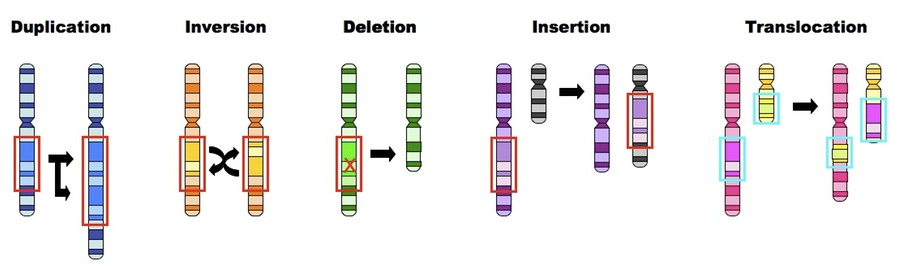 Duplication
Inversion
Deletion
Insertion
Translocation